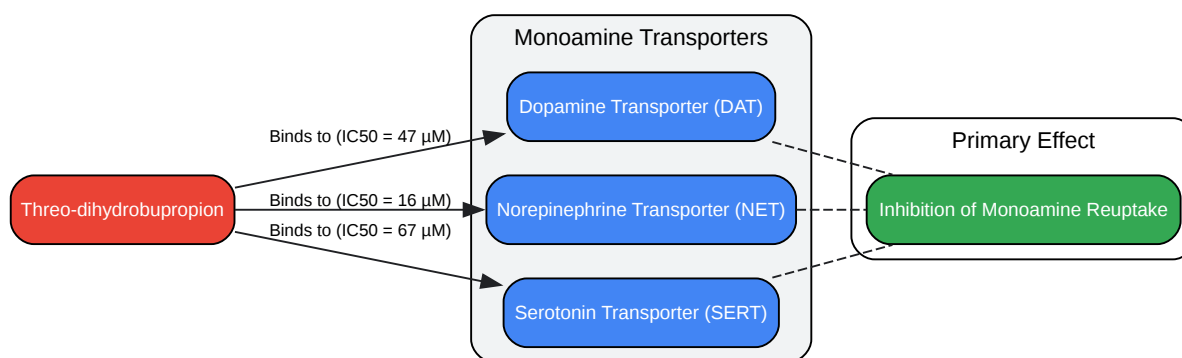 Monoamine Transporters
Dopamine Transporter (DAT)
Binds to (IC50 = 47 µM)
Primary Effect
Threo-dihydrobupropion
Binds to (IC50 = 16 µM)
Norepinephrine Transporter (NET)
Inhibition of Monoamine Reuptake
Binds to (IC50 = 67 µM)
Serotonin Transporter (SERT)